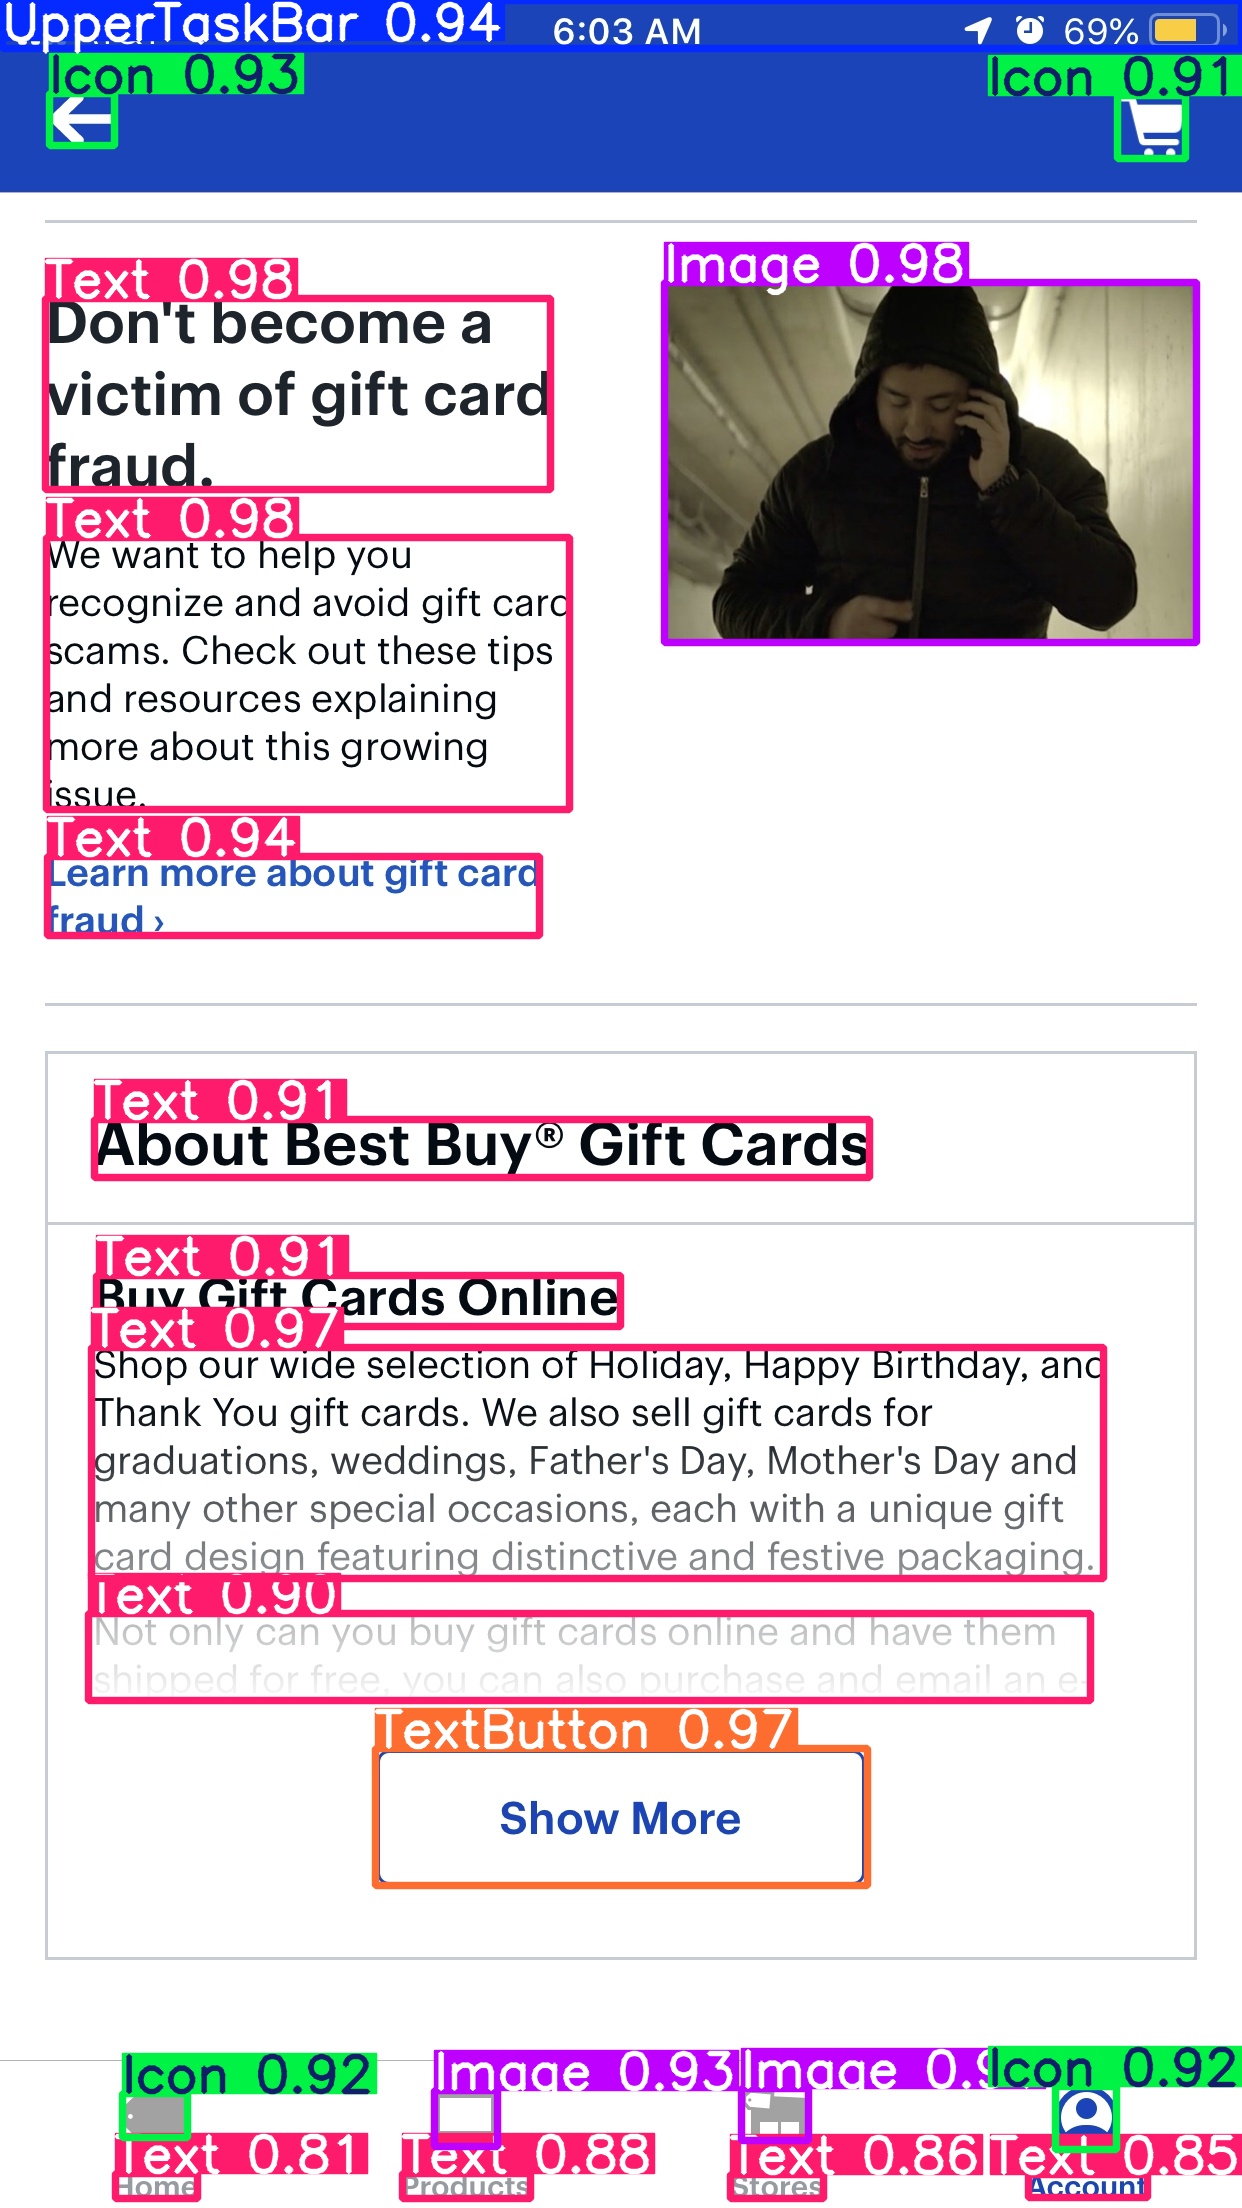 UpperTaskBar 0.94
6:03 AM
69%
Icon 0.93
Icon 0.91
Text 0.98
Don't become a
victim of gift card
fraud.
Image 0.98
Text 0.98
We want to help you
recognize and avoid gift card
scams. Check out these tips
and resources explaining
more about this growing
issue.
Text 0.94
Learn more about gift card
fraud ›
Text 0.91
About Best Buy® Gift Cards
Text 0.91
Buy Gift Cards Online
Text 0.97
Shop our wide selection of Holiday, Happy Birthday, and
Thank You gift cards. We also sell gift cards for
graduations, weddings, Father's Day, Mother's Day and
many other special occasions, each with a unique gift
card design featuring distinctive and festive packaging.
Text 0.90
Not only can you buy gift cards online and have them
shipped for free, you can also purchase and email an e-
TextButton 0.97
Show More
Icon 0.92
Image 0.93
Image
Icon 0.92
Text 0.81
Text 0.88
Text 0.86
Text 0.85
Home
Products
Stores
Account